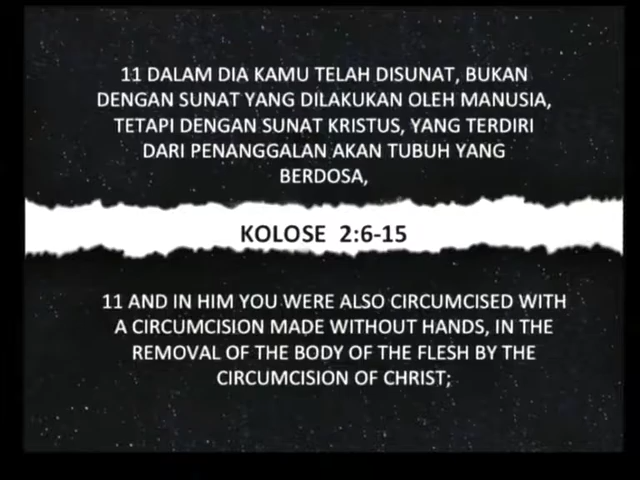 11 DALAM DIA KAMU TELAH DISUNAT, BUKAN
DENGAN SUNAT YANG DILAKUKAN OLEH MANUSIA,
TETAPI DENGAN SUNAT KRISTUS, YANG TERDIRI
DARI PENANGGALAN AKAN TUBUH YANG
BERDOSA,
KOLOSE 2:6-15
11 AND IN HIM YOU WERE ALSO CIRCUMCISED WITH
A CIRCUMCISION MADE WITHOUT HANDS, IN THE
REMOVAL OF THE BODY OF THE FLESH BY THE
CIRCUMCISION OF CHRIST;